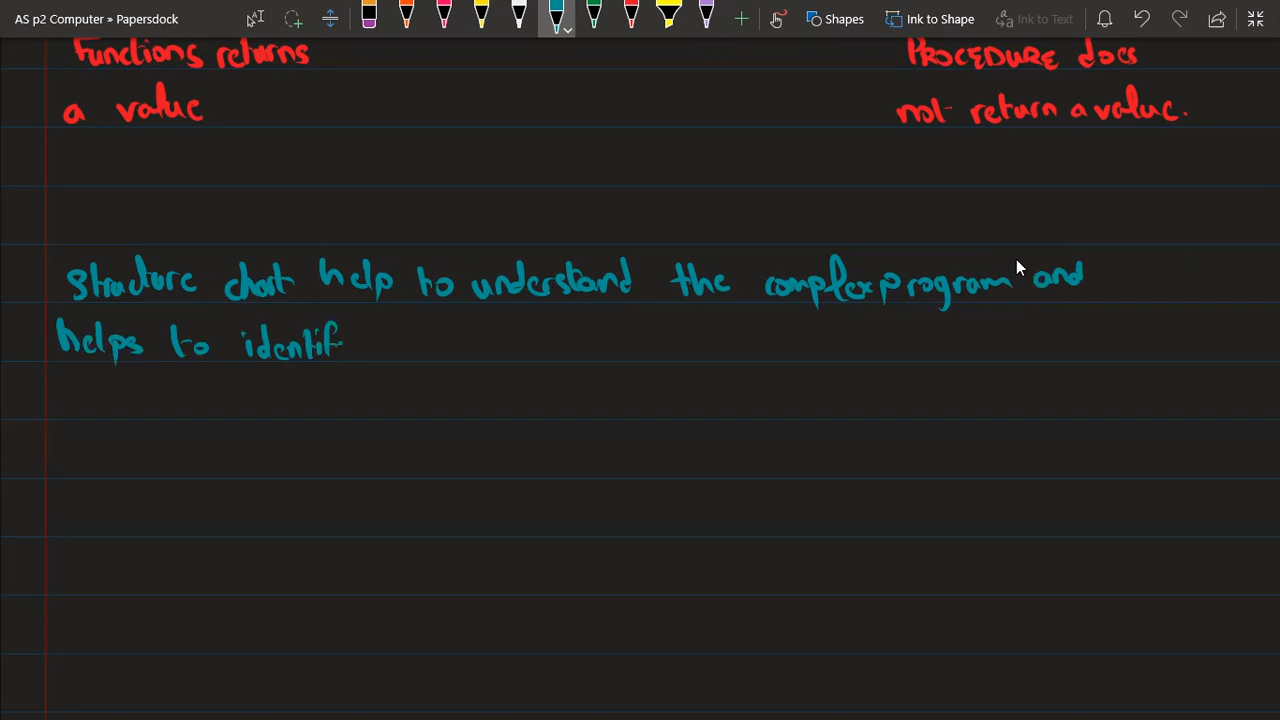 AS p2 Computer » Papersdock
Shapes
Ink to Shape
Ink to Text
Functions returns
a value
PROCEDURE does
not return a value.
Structure chart help to understand the complex program and
helps to identif